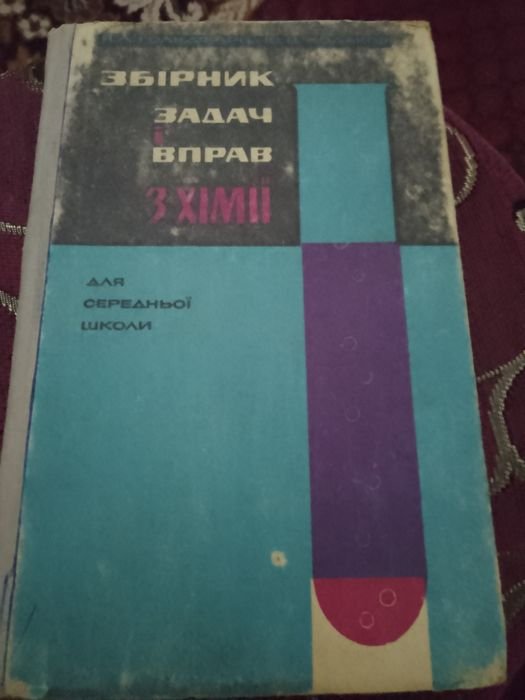 ЗБІРНИК
ЗАДАЧ
і
ВПРАВ
З ХІМІЇ
ДЛЯ
СЕРЕДНЬОЇ
ШКОЛИ